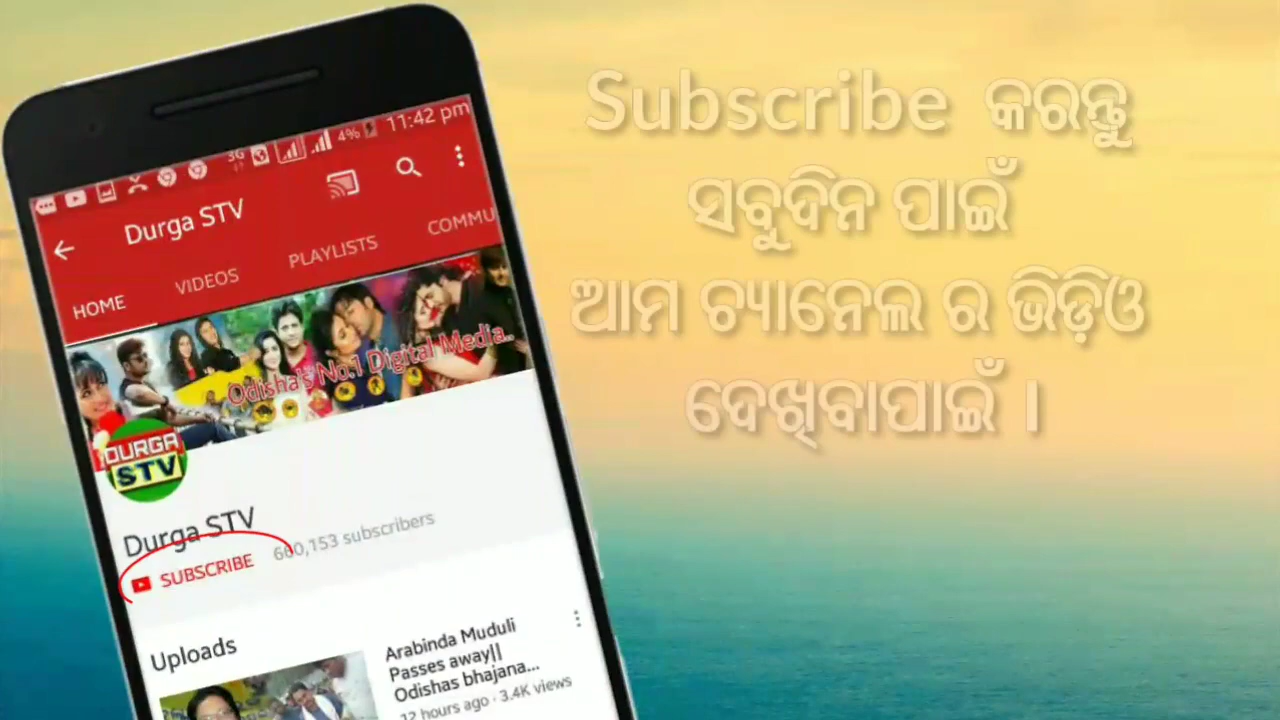 Subscribe କରନ୍ତୁ
ସବୁଦିନ ପାଇଁ
ଆମ ଚ୍ୟାନେଲ ର ଭିଡ଼ିଓ
ଦେଖିବାପାଇଁ ।
3G 4% 11:42 pm
Durga STV
HOME VIDEOS PLAYLISTS COMMU
Odisha's No.1 Digital Media..
DURGA
STV
Durga STV
SUBSCRIBE 660,153 subscribers
Uploads
Arabinda Muduli
Passes away||
Odishas bhajana...
12 hours ago · 3.4K views